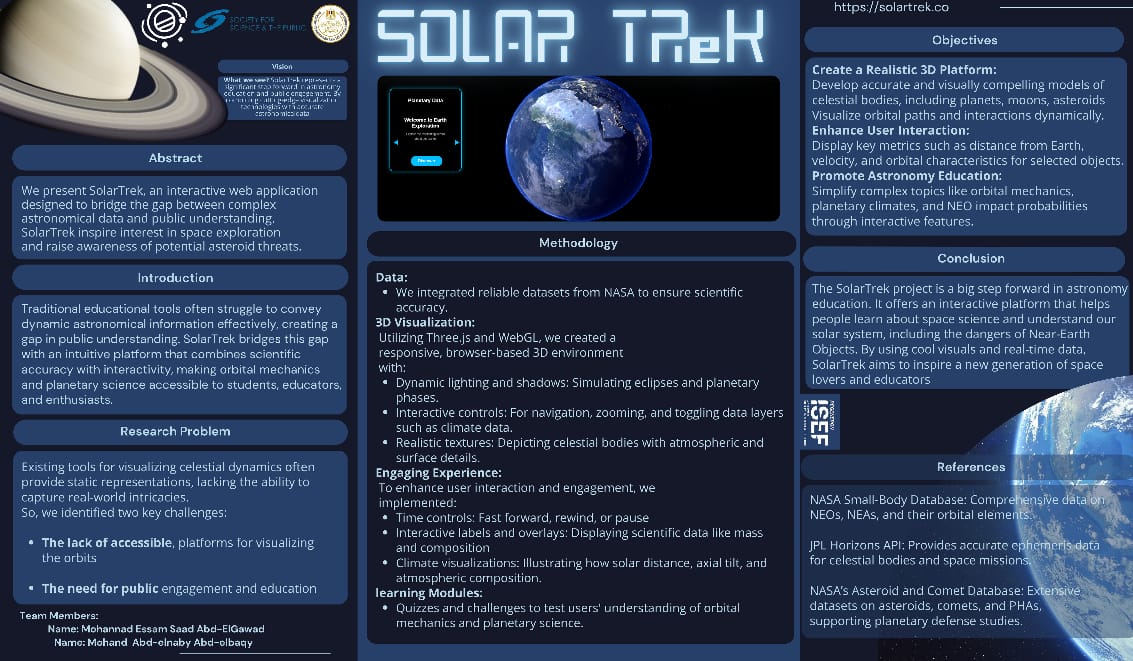 SOCIETY FOR
SCIENCE & THE PUBLIC
Vision
What we see? SolarTrek represents a
significant step forward in astronomy
education and public engagement. By
combining cutting-edge visualization
technologies with accurate
astronomical data
Abstract
We present SolarTrek, an interactive web application
designed to bridge the gap between complex
astronomical data and public understanding.
SolarTrek inspire interest in space exploration
and raise awareness of potential asteroid threats.
Introduction
Traditional educational tools often struggle to convey
dynamic astronomical information effectively, creating a
gap in public understanding. SolarTrek bridges this gap
with an intuitive platform that combines scientific
accuracy with interactivity, making orbital mechanics
and planetary science accessible to students, educators,
and enthusiasts.
Research Problem
Existing tools for visualizing celestial dynamics often
provide static representations, lacking the ability to
capture real-world intricacies.
So, we identified two key challenges:
• The lack of accessible, platforms for visualizing
the orbits
• The need for public engagement and education
Team Members:
Name: Mohannad Essam Saad Abd-ElGawad
Name: Mohand Abd-elnaby Abd-elbaqy
SOLAR TReK
Planetary Data
Welcome to Earth
Exploration
Discover
Methodology
Data:
• We integrated reliable datasets from NASA to ensure scientific
accuracy.
3D Visualization:
Utilizing Three.js and WebGL, we created a
responsive, browser-based 3D environment
with:
• Dynamic lighting and shadows: Simulating eclipses and planetary
phases.
• Interactive controls: For navigation, zooming, and toggling data layers
such as climate data.
• Realistic textures: Depicting celestial bodies with atmospheric and
surface details.
Engaging Experience:
To enhance user interaction and engagement, we
implemented:
• Time controls: Fast forward, rewind, or pause
• Interactive labels and overlays: Displaying scientific data like mass
and composition
• Climate visualizations: Illustrating how solar distance, axial tilt, and
atmospheric composition.
learning Modules:
• Quizzes and challenges to test users' understanding of orbital
mechanics and planetary science.
https://solartrek.co
Objectives
Create a Realistic 3D Platform:
Develop accurate and visually compelling models of
celestial bodies, including planets, moons, asteroids
Visualize orbital paths and interactions dynamically.
Enhance User Interaction:
Display key metrics such as distance from Earth,
velocity, and orbital characteristics for selected objects.
Promote Astronomy Education:
Simplify complex topics like orbital mechanics,
planetary climates, and NEO impact probabilities
through interactive features.
Conclusion
The SolarTrek project is a big step forward in astronomy
education. It offers an interactive platform that helps
people learn about space science and understand our
solar system, including the dangers of Near-Earth
Objects. By using cool visuals and real-time data,
SolarTrek aims to inspire a new generation of space
lovers and educators
ISEF
References
NASA Small-Body Database: Comprehensive data on
NEOs, NEAs, and their orbital elements.
JPL Horizons API: Provides accurate ephemeris data
for celestial bodies and space missions.
NASA's Asteroid and Comet Database: Extensive
datasets on asteroids, comets, and PHAs,
supporting planetary defense studies.